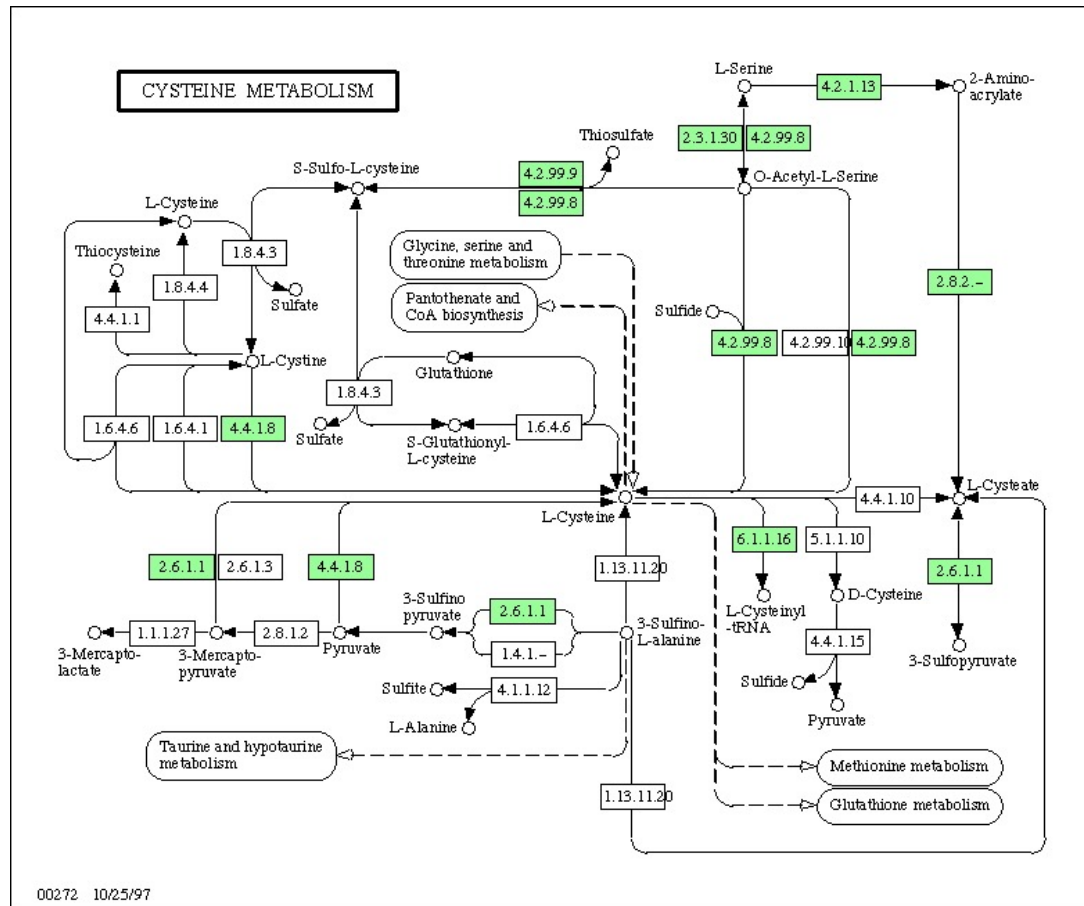 CYSTEINE METABOLISM
L-Serine
4.2.1.13
2-Amino-
acrylate
2.3.1.30
4.2.99.8
Thiosulfate
S-Sulfo-L-cysteine
4.2.99.9
4.2.99.8
O-Acetyl-L-Serine
L-Cysteine
Thiocysteine
1.8.4.3
1.8.4.4
4.4.1.1
Sulfate
L-Cystine
Glycine, serine and
threonine metabolism
Pantothenate and
CoA biosynthesis
Sulfide
2.8.2.-
4.2.99.8
4.2.99.10
4.2.99.8
Glutathione
1.8.4.3
Sulfate
S-Glutathionyl-
L-cysteine
1.6.4.6
1.6.4.6
1.6.4.1
4.4.1.8
L-Cysteine
4.4.1.10
L-Cysteate
2.6.1.1
2.6.1.3
4.4.1.8
1.13.11.20
6.1.1.16
5.1.1.10
2.6.1.1
3-Sulfino
pyruvate
2.6.1.1
1.4.1.-
3-Sulfino-
L-alanine
L-Cysteinyl
-tRNA
D-Cysteine
4.4.1.15
3-Sulfopyruvate
3-Mercapto-
lactate
1.1.1.27
3-Mercapto-
pyruvate
2.8.1.2
Pyruvate
Sulfite
4.1.1.12
L-Alanine
Sulfide
Pyruvate
Taurine and hypotaurine
metabolism
1.13.11.20
Methionine metabolism
Glutathione metabolism
00272 10/25/97